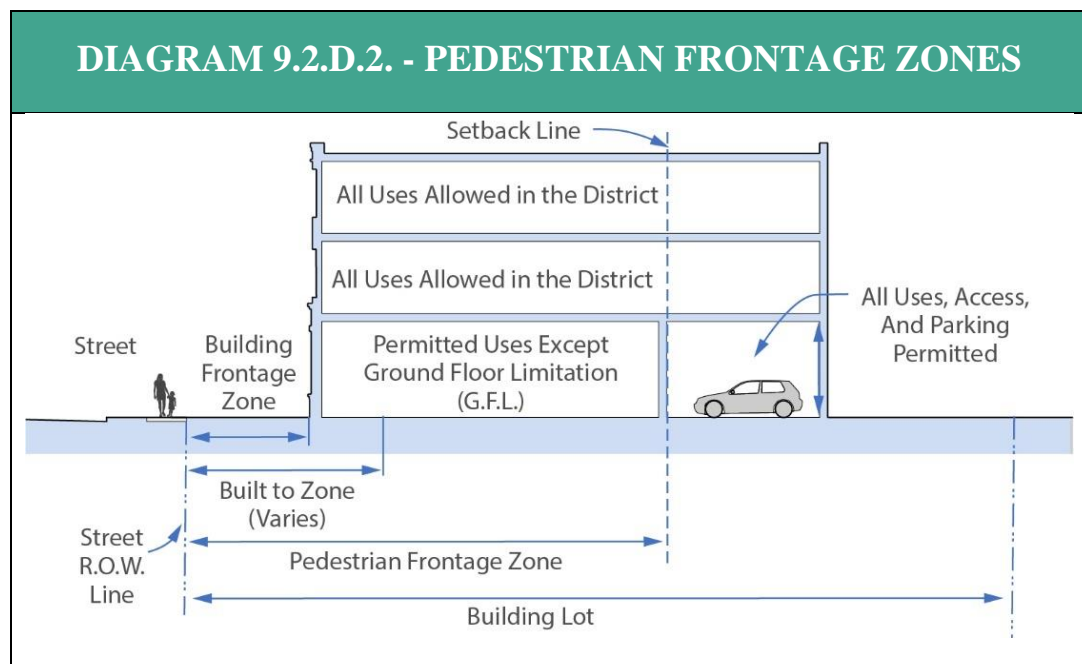 DIAGRAM 9.2.D.2. - PEDESTRIAN FRONTAGE ZONES
Setback Line
All Uses Allowed in the District
All Uses Allowed in the District
All Uses, Access,
And Parking
Permitted
Street
Building
Frontage
Zone
Permitted Uses Except
Ground Floor Limitation
(G.F.L.)
Built to Zone
(Varies)
Street
R.O.W.
Line
Pedestrian Frontage Zone
Building Lot